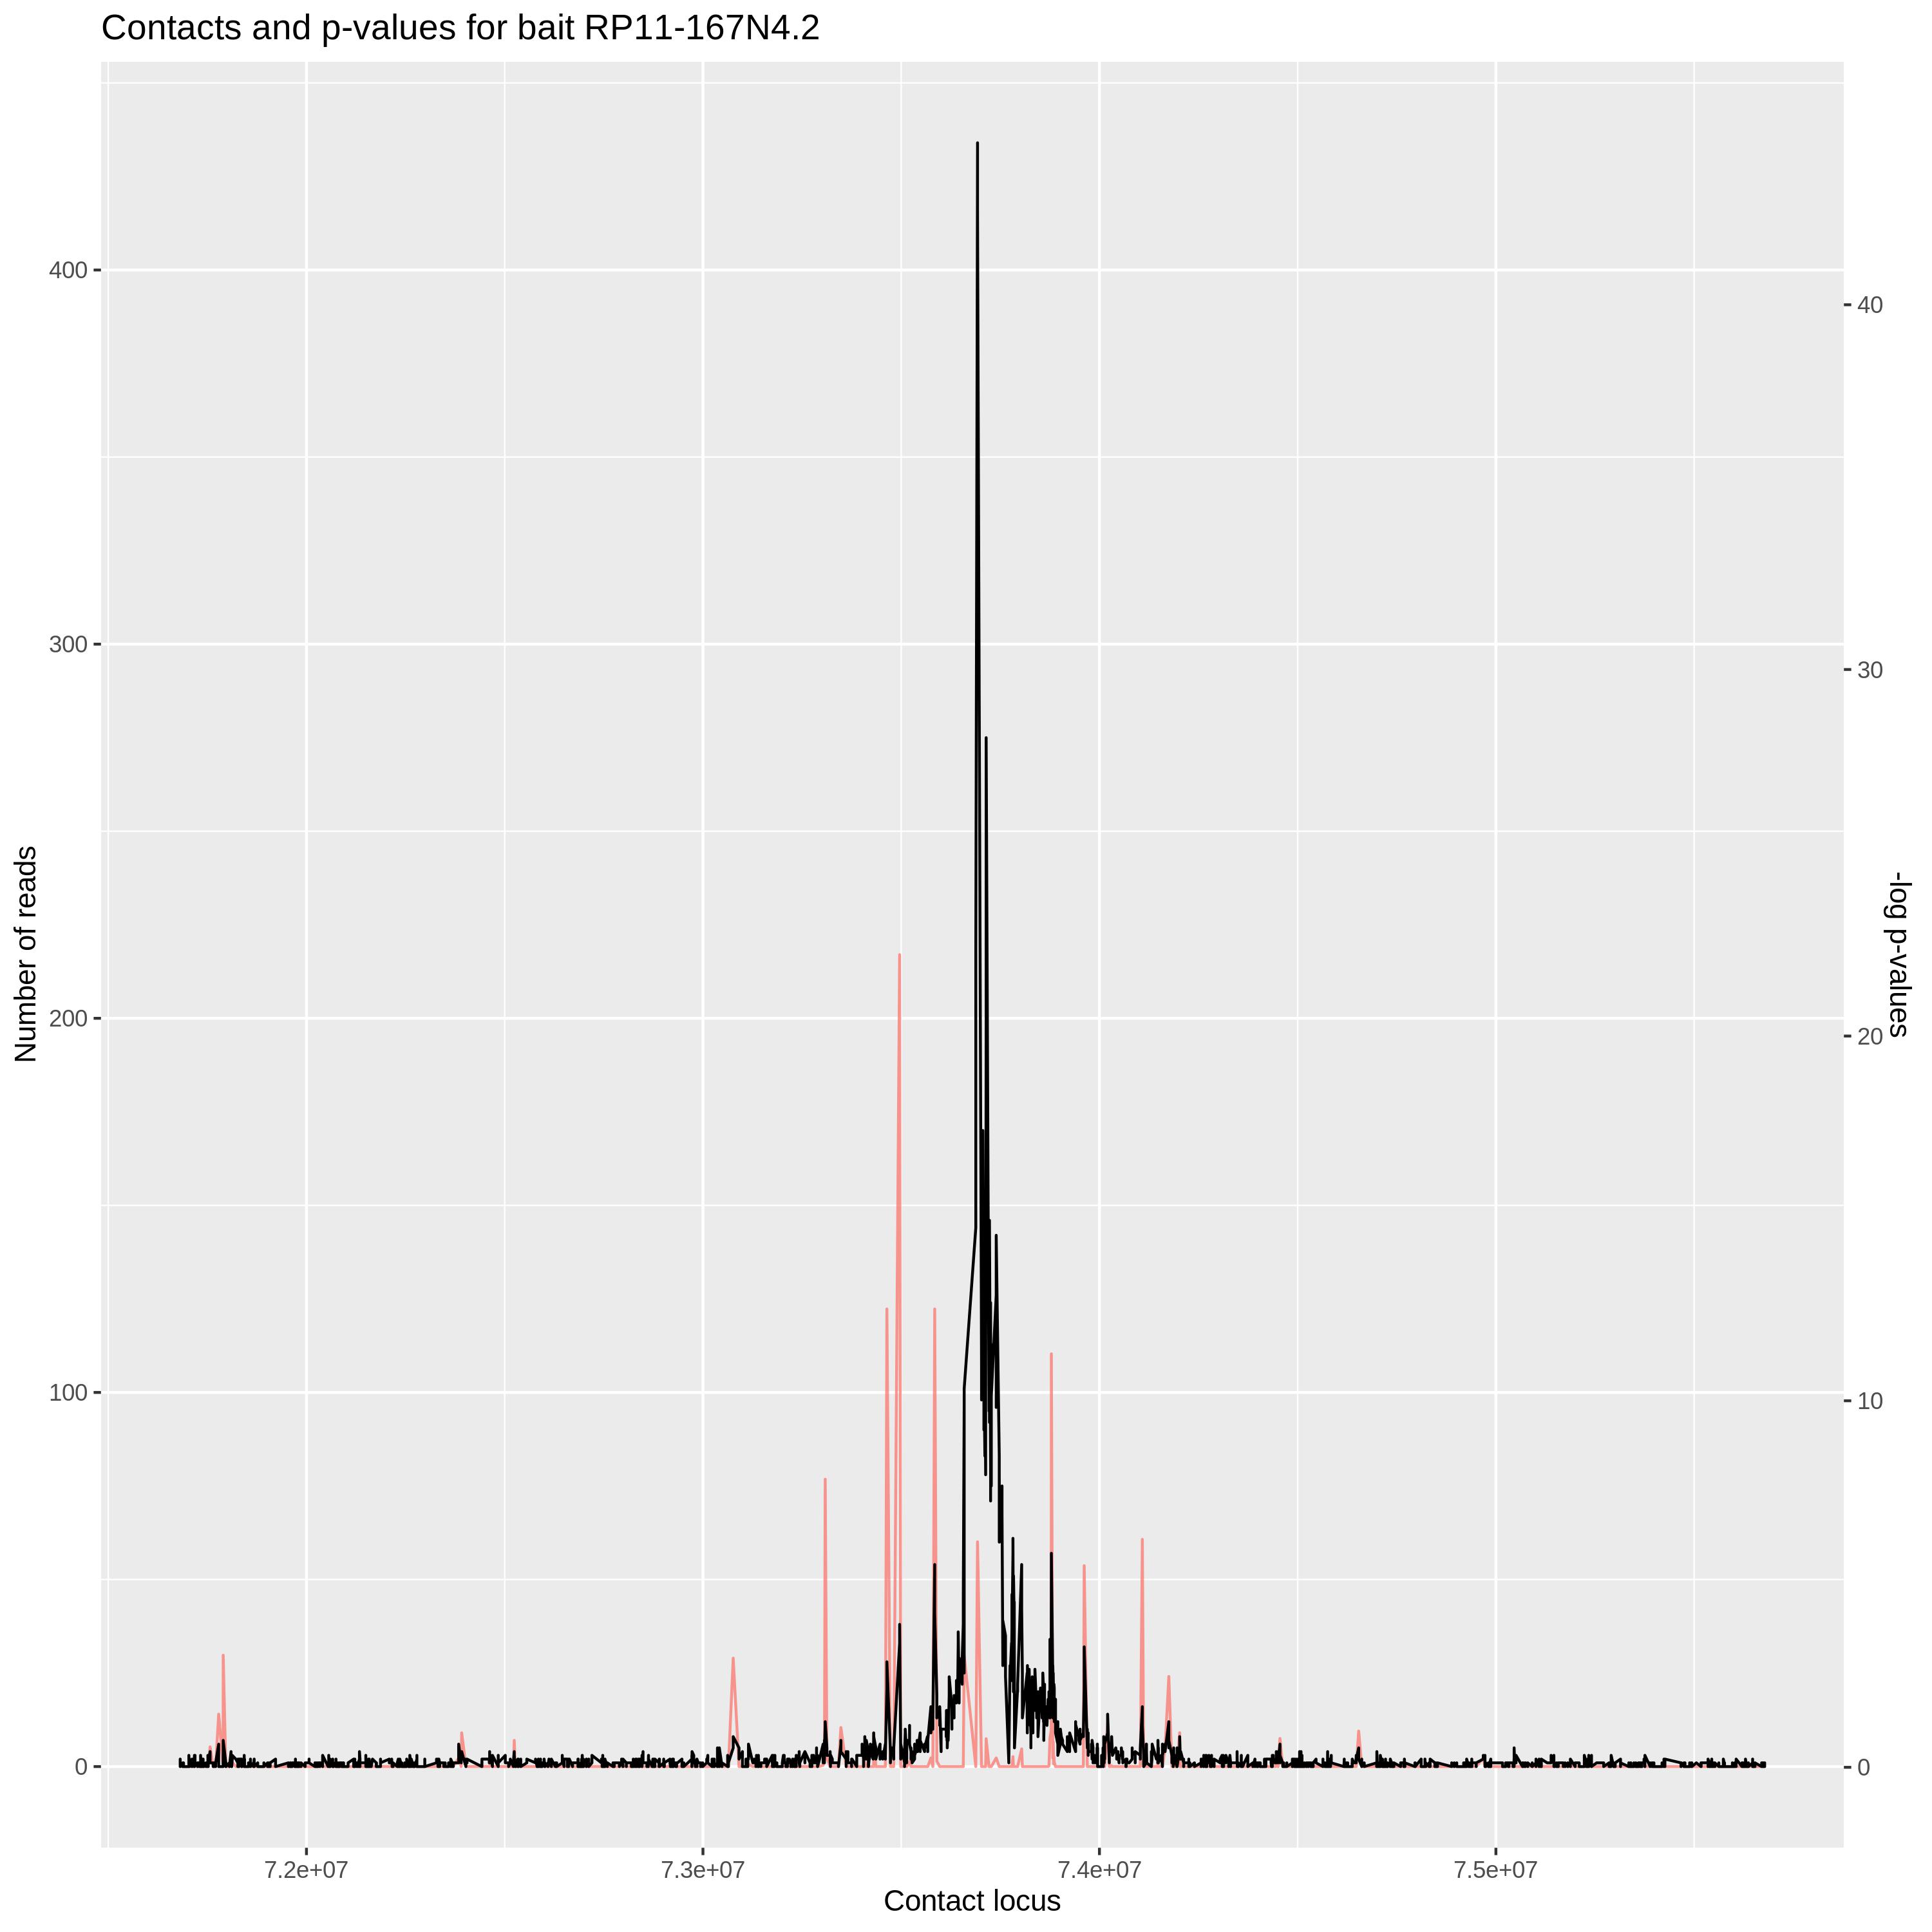 Contacts and p-values for bait RP11-167N4.2
400
300
200
100
0
Number of reads
40
30
20
10
0
-log p-values
7.2e+07
7.3e+07
7.4e+07
7.5e+07
Contact locus